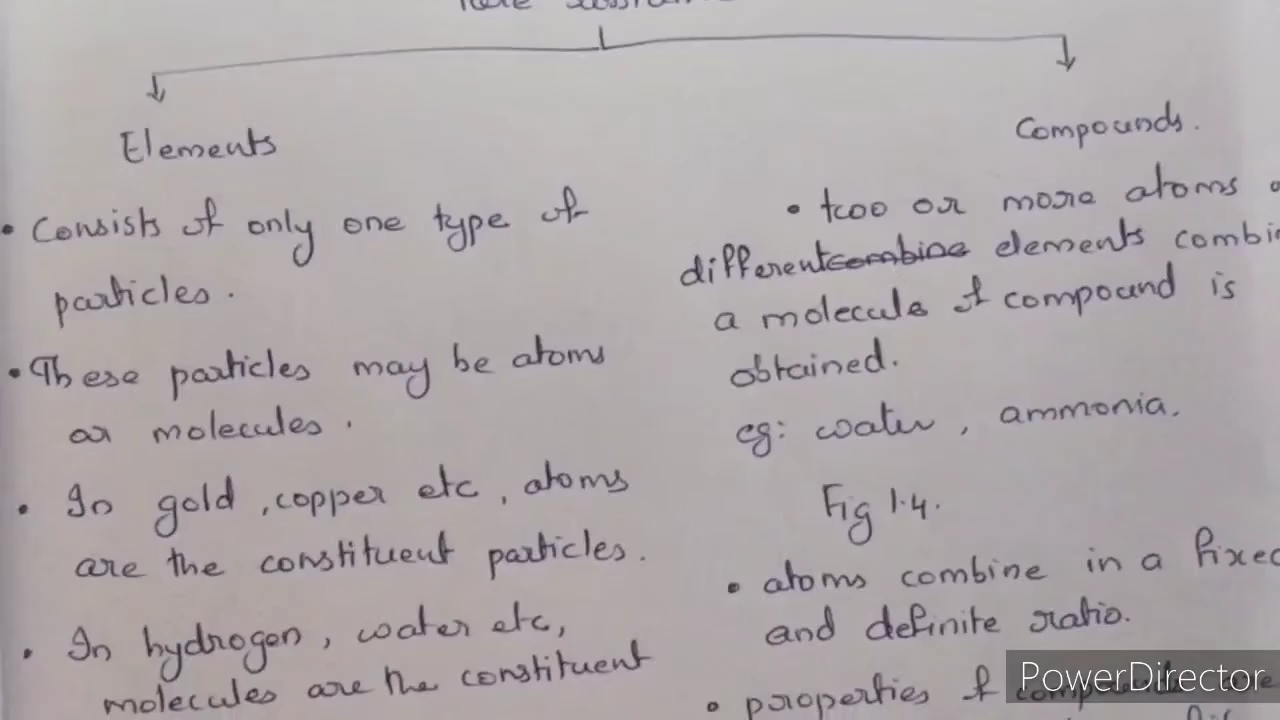 Elements
• Consists of only one type of
particles.
• These particles may be atoms
or molecules.
• In gold, copper etc, atoms
are the constituent particles.
• In hydrogen, water etc,
molecules are the constituent
Compounds.
• two or more atoms
different combine elements
a molecule of compound is
obtained.
eg: water, ammonia.
Fig 1.4.
• atoms combine in a
and definite ratio.
• properties of compounds are
PowerDirector